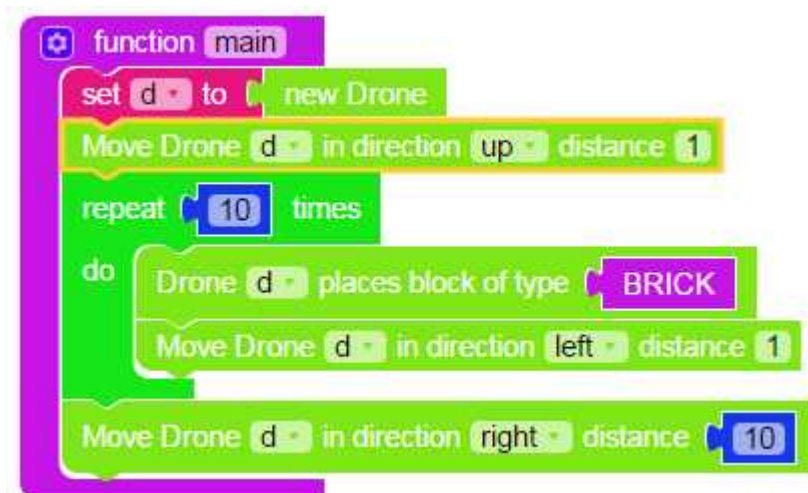 function main
set d to new Drone
Move Drone d in direction up distance 1
repeat 10 times
do
Drone d places block of type BRICK
Move Drone d in direction left distance 1
Move Drone d in direction right distance 10